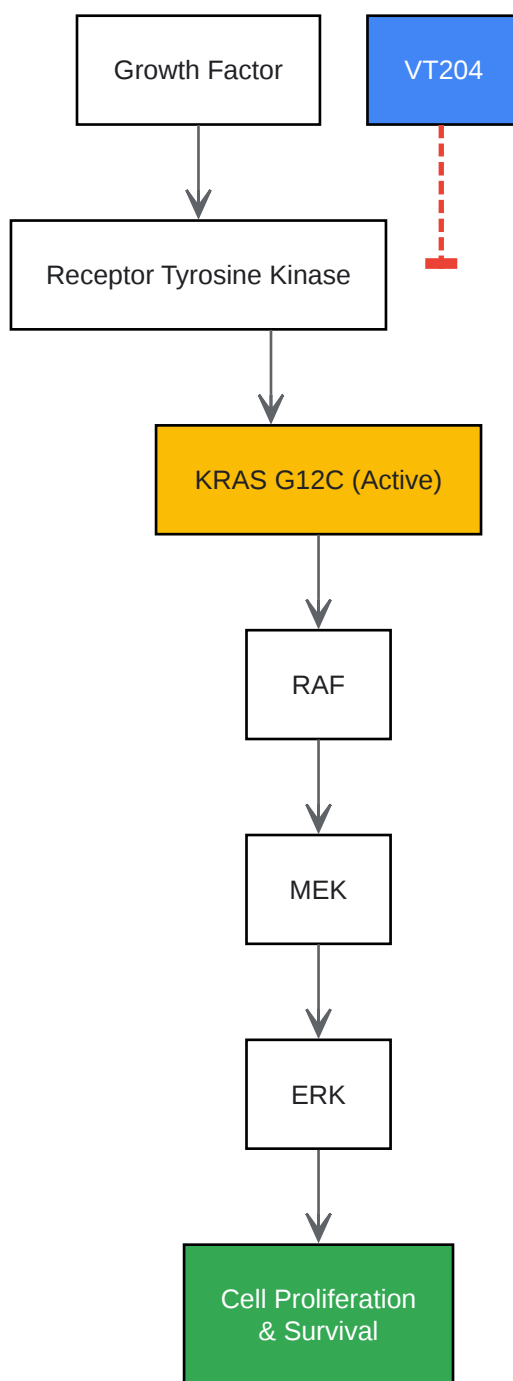 Growth Factor
VT204
Receptor Tyrosine Kinase
KRAS G12C (Active)
RAF
MEK
ERK
Cell Proliferation
& Survival